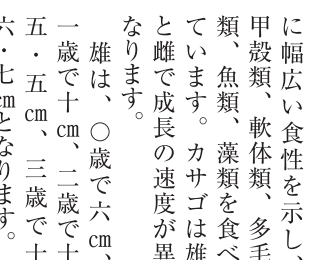 に幅広い食性を示し、
甲殻類、軟体類、多毛
類、魚類、藻類を食べ
ています。カサゴは雄
と雌で成長の速度が異
なります。
雄は、〇歳で六cm、
一歳で十cm、二歳で十
五・五cm、三歳で十
六・七cmとなります。